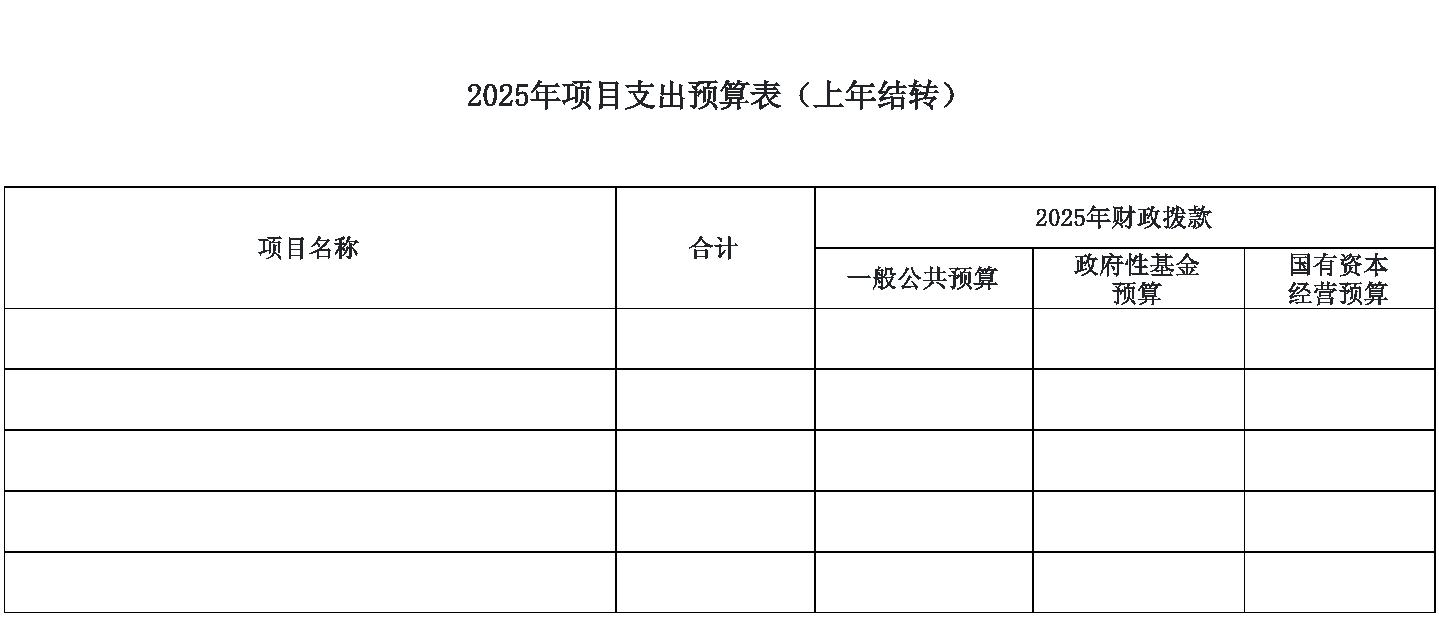 2025年项目支出预算表（上年结转）
项目名称
合计
2025年财政拨款
一般公共预算
政府性基金
预算
国有资本
经营预算